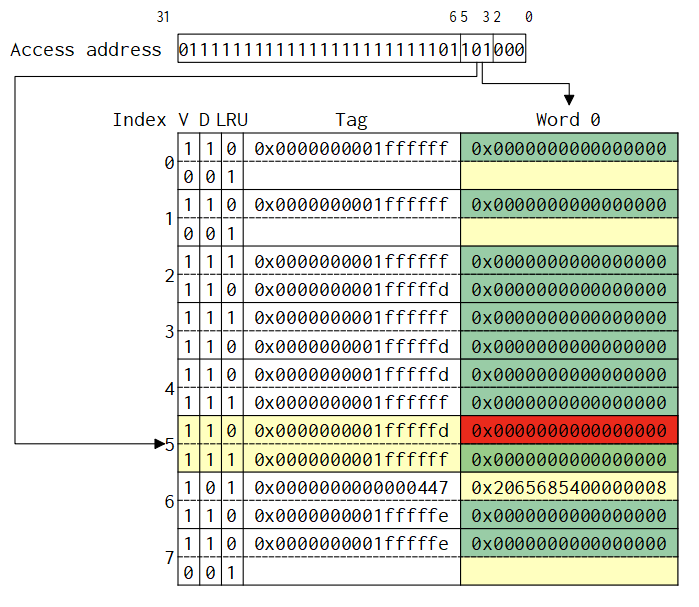 31 6 5 3 2 0
Access address 01111111111111111111111101 101 000
Index V D LRU Tag Word 0
0
1 1 0 0x0000000001ffffff 0x0000000000000000
0 0 1
1
1 1 0 0x0000000001ffffff 0x0000000000000000
0 0 1
2
1 1 1 0x0000000001ffffff 0x0000000000000000
1 1 0 0x0000000001fffffd 0x0000000000000000
3
1 1 1 0x0000000001ffffff 0x0000000000000000
1 1 0 0x0000000001fffffd 0x0000000000000000
4
1 1 0 0x0000000001fffffd 0x0000000000000000
1 1 1 0x0000000001ffffff 0x0000000000000000
5
1 1 0 0x0000000001fffffd 0x0000000000000000
1 1 1 0x0000000001ffffff 0x0000000000000000
6
1 0 1 0x0000000000000447 0x2065685400000008
1 1 0 0x0000000001fffffe 0x0000000000000000
7
1 1 0 0x0000000001fffffe 0x0000000000000000
0 0 1